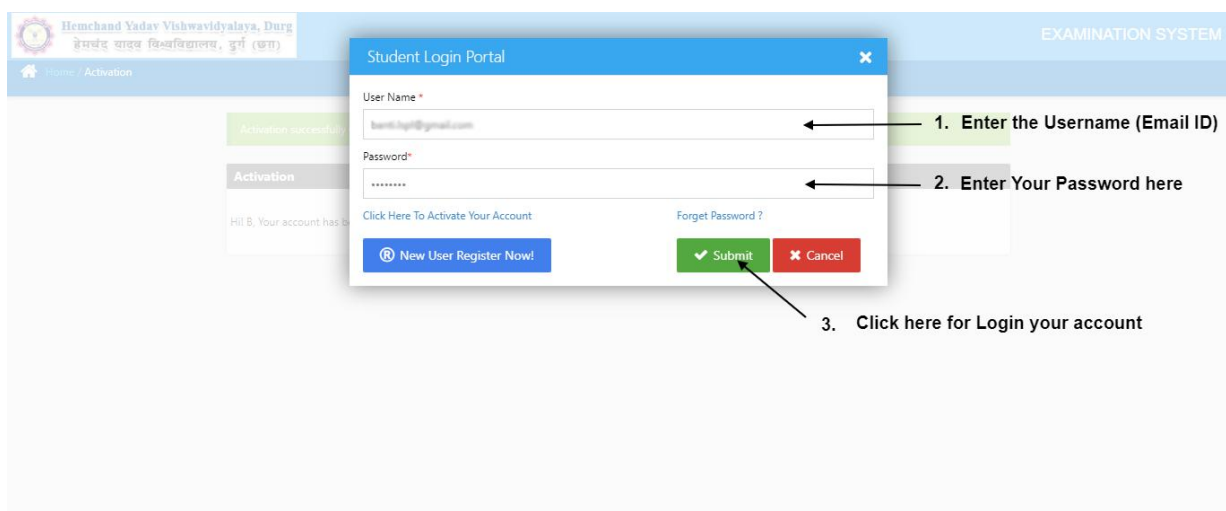 Hemchand Yadav Vishwavidyalaya, Durg
हेमचंद यादव विश्वविद्यालय, दुर्ग (छग)
EXAMINATION SYSTEM
Home / Activation
Student Login Portal
User Name *
1. Enter the Username (Email ID)
Activation successfully
Password*
Activation
2. Enter Your Password here
Click Here To Activate Your Account
Forget Password ?
Hi! B, Your account has
® New User Register Now!
Submit
Cancel
3. Click here for Login your account